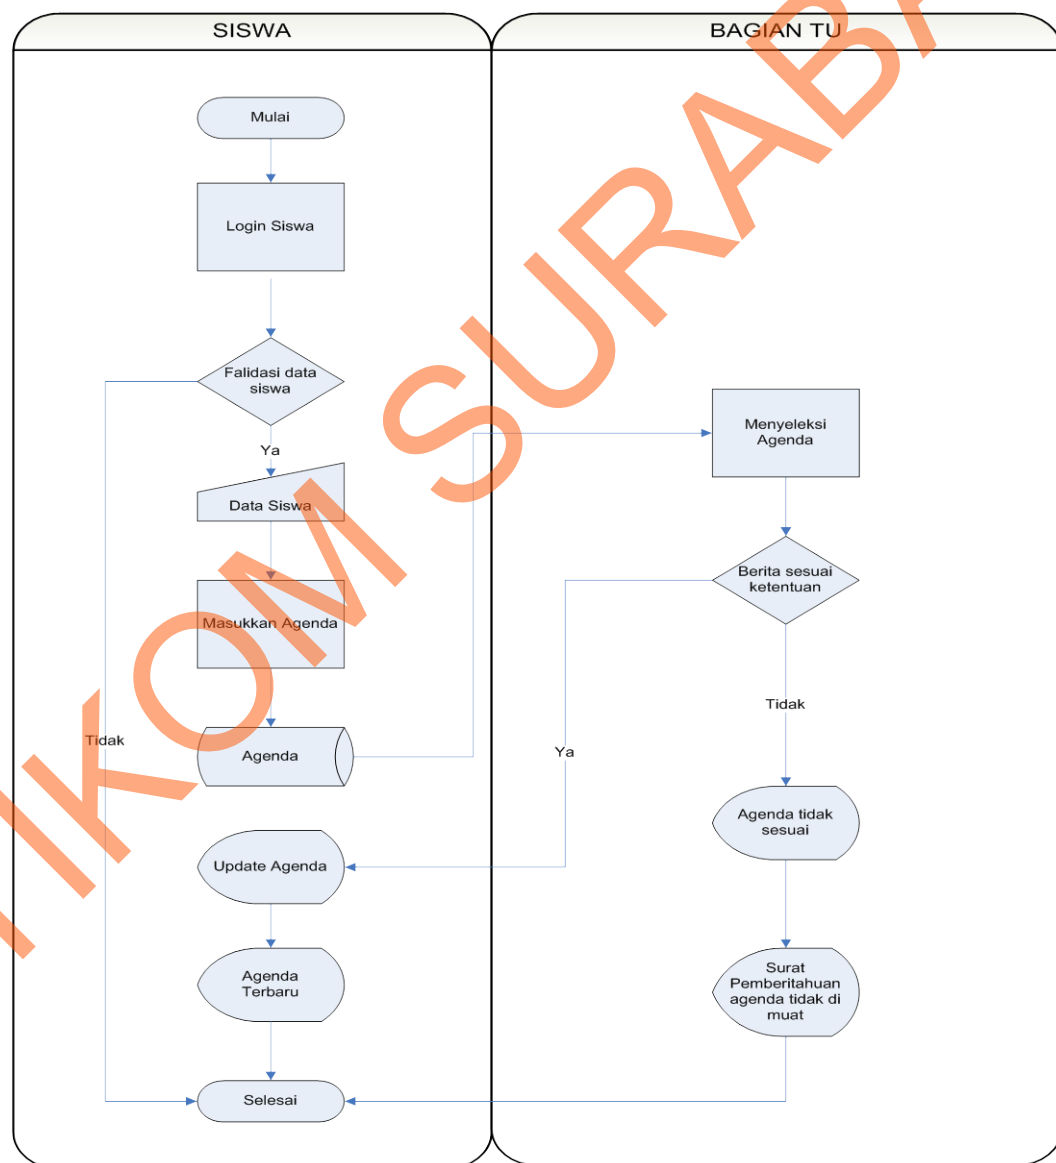 SISWA
BAGIAN TU
Mulai
Login Siswa
Falidasi data
siswa
Ya
Data Siswa
Masukkan Agenda
Tidak
Agenda
Update Agenda
Agenda
Terbaru
Selesai
Menyeleksi
Agenda
Berita sesuai
ketentuan
Tidak
Ya
Agenda tidak
sesuai
Surat
Pemberitahuan
agenda tidak di
muat
IKOM SURABA